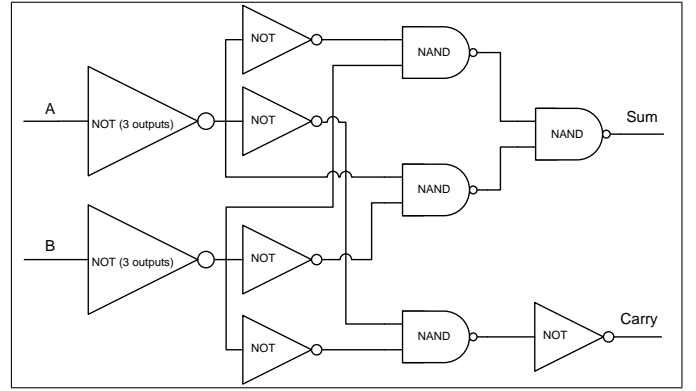 NOT
NAND
A
NOT (3 outputs)
NOT
Sum
NAND
NAND
B
NOT (3 outputs)
NOT
Carry
NOT
NAND
NOT